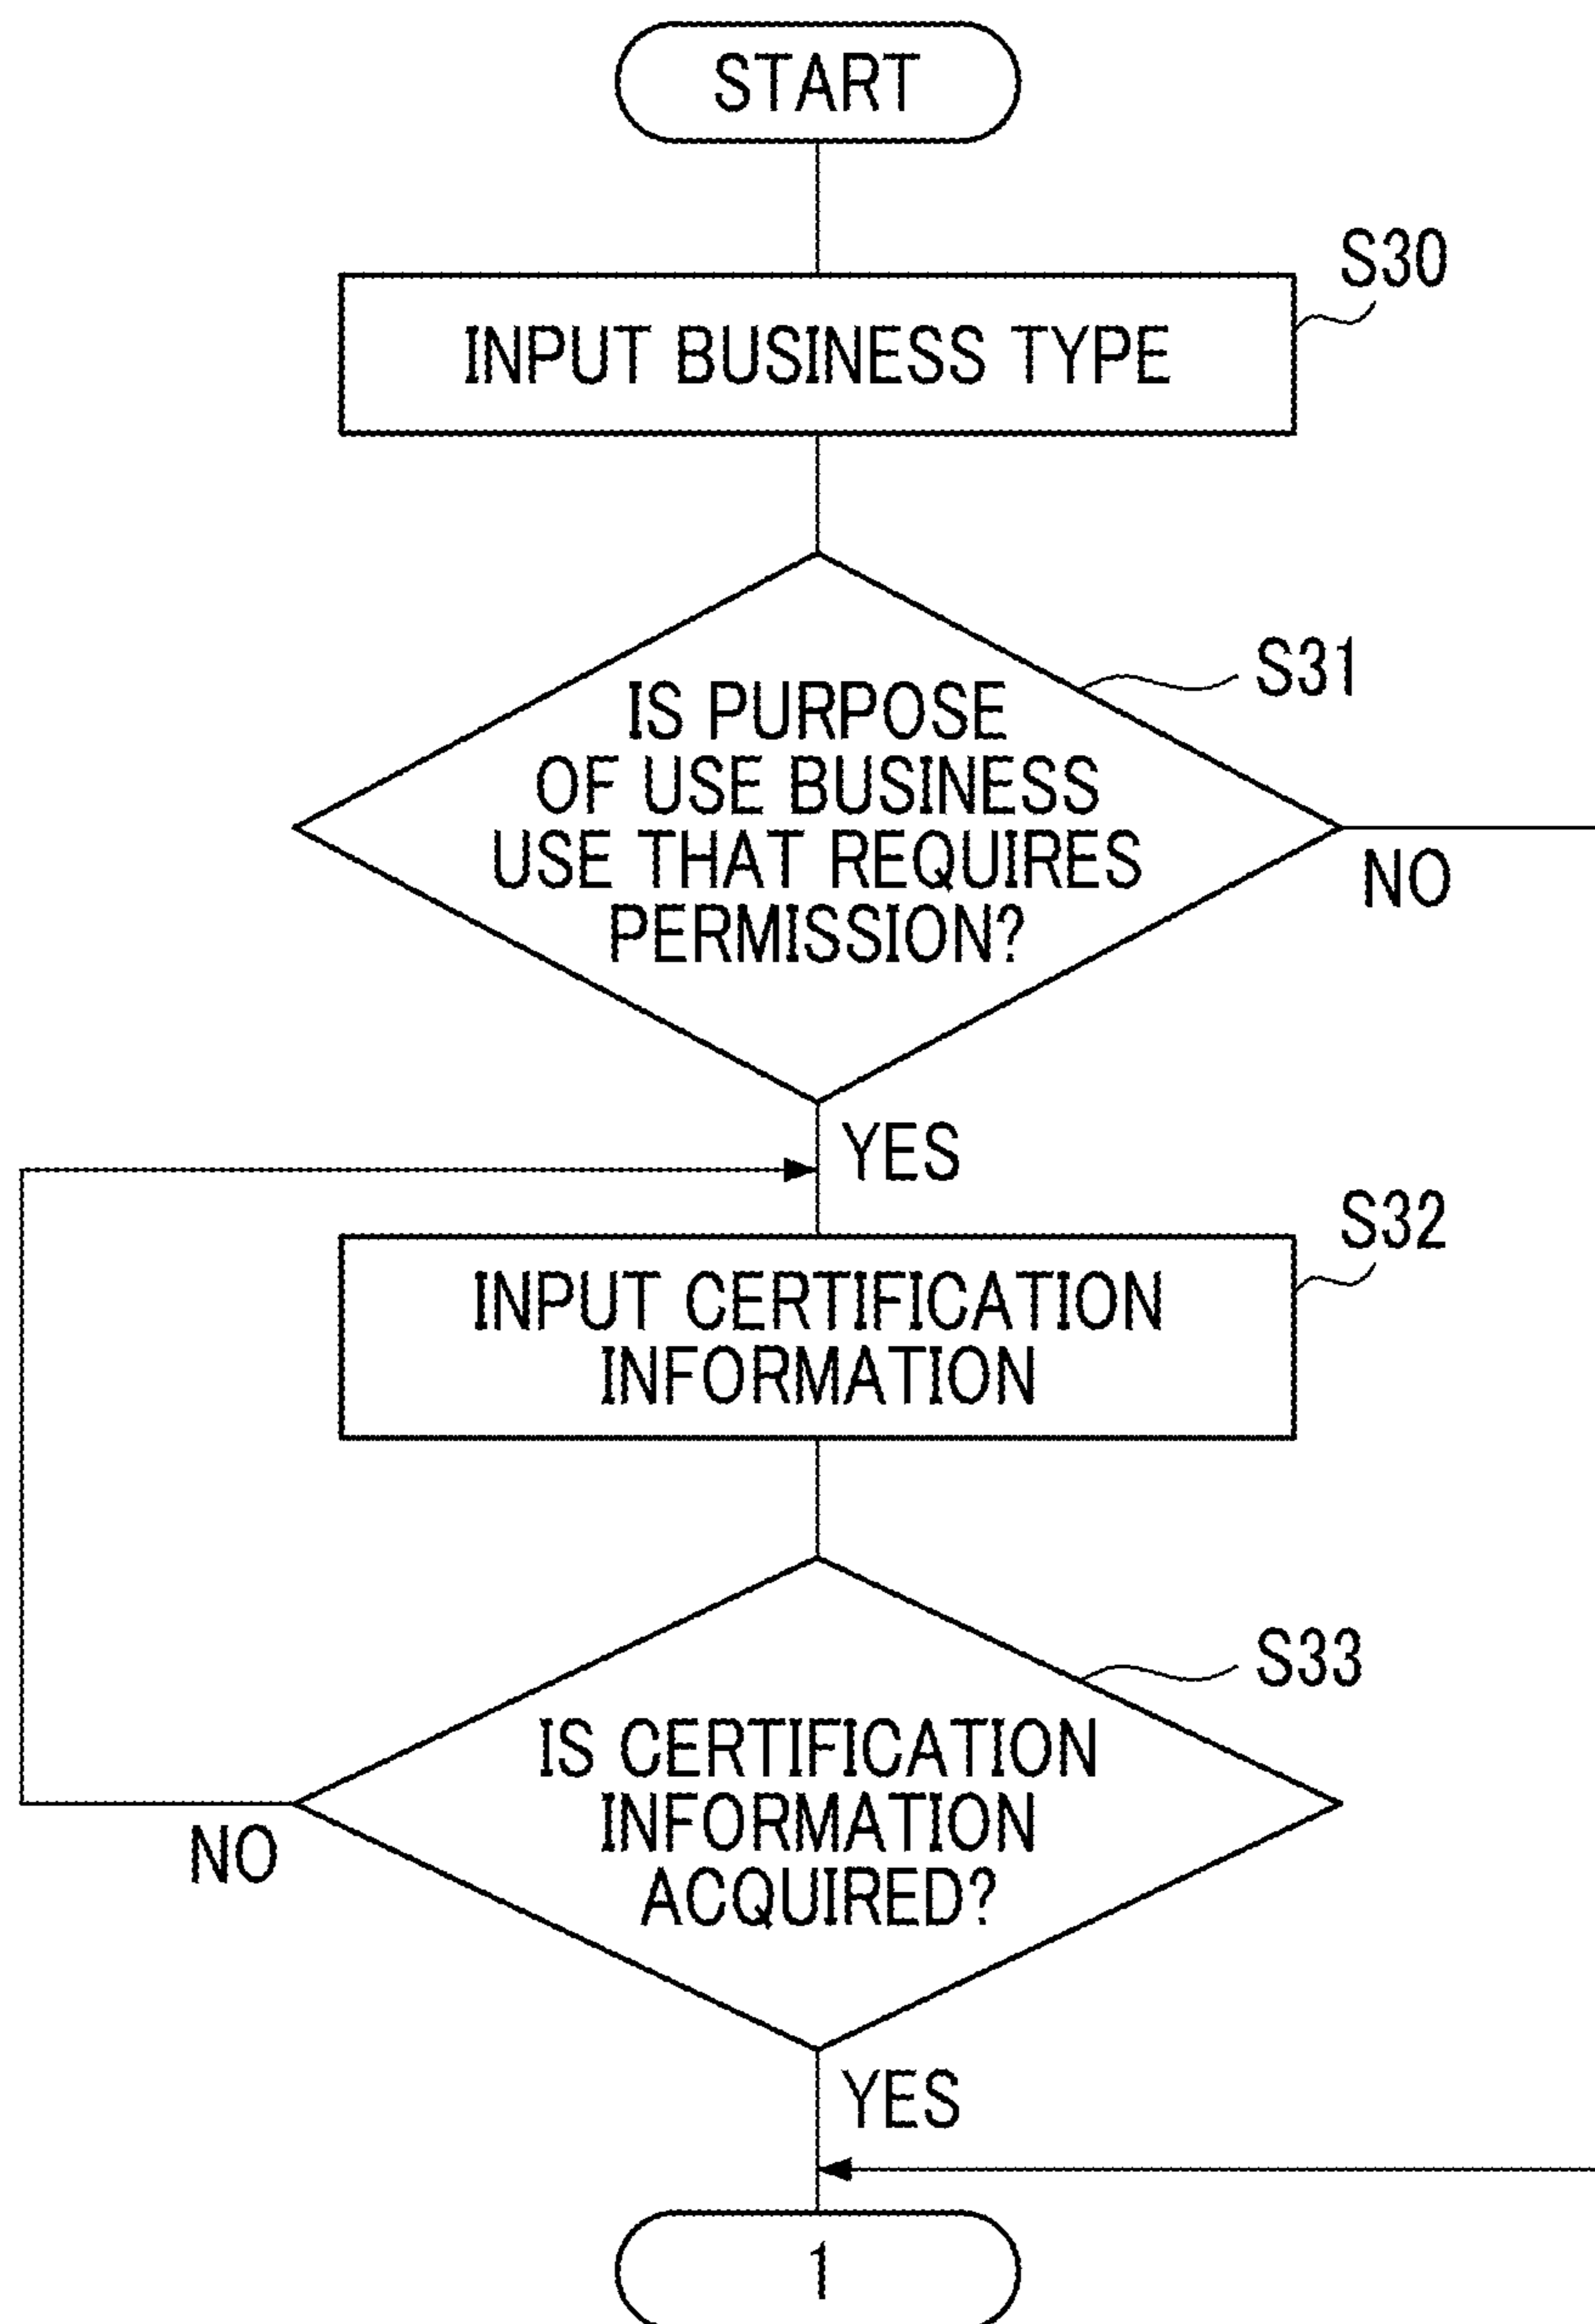 START
S30
INPUT BUSINESS TYPE
S31
IS PURPOSE
OF USE BUSINESS
USE THAT REQUIRES
PERMISSION?
NO
YES
S32
INPUT CERTIFICATION
INFORMATION
S33
IS CERTIFICATION
INFORMATION
ACQUIRED?
NO
YES
1